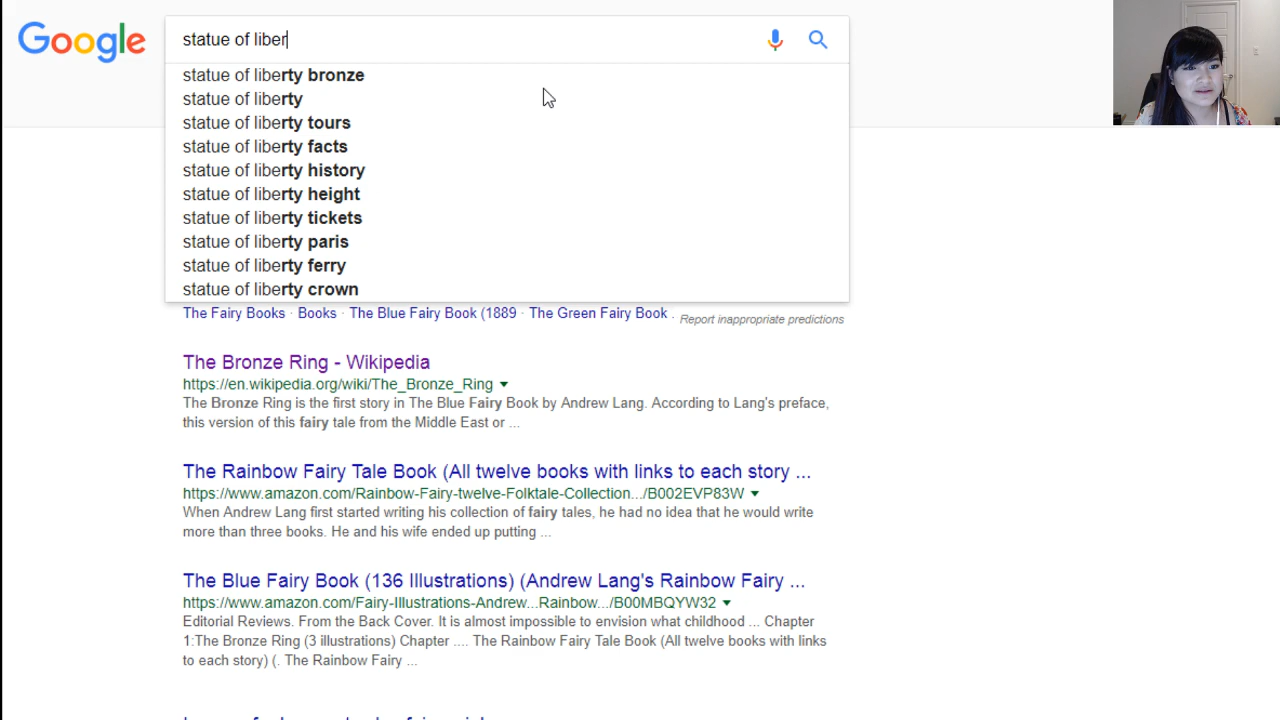 Google
statue of liber
statue of liberty bronze
statue of liberty
statue of liberty tours
statue of liberty facts
statue of liberty history
statue of liberty height
statue of liberty tickets
statue of liberty paris
statue of liberty ferry
statue of liberty crown
The Fairy Books · Books · The Blue Fairy Book (1889 · The Green Fairy Book ·
Report inappropriate predictions
The Bronze Ring - Wikipedia
https://en.wikipedia.org/wiki/The_Bronze_Ring
The Bronze Ring is the first story in The Blue Fairy Book by Andrew Lang. According to Lang's preface,
this version of this fairy tale from the Middle East or ...
The Rainbow Fairy Tale Book (All twelve books with links to each story ...
https://www.amazon.com/Rainbow-Fairy-twelve-Folktale-Collection.../B002EVP83W
When Andrew Lang first started writing his collection of fairy tales, he had no idea that he would write
more than three books. He and his wife ended up putting ...
The Blue Fairy Book (136 Illustrations) (Andrew Lang's Rainbow Fairy ...
https://www.amazon.com/Fairy-Illustrations-Andrew...Rainbow.../B00MBQYW32
Editorial Reviews. From the Back Cover. It is almost impossible to envision what childhood ... Chapter
1:The Bronze Ring (3 illustrations) Chapter .... The Rainbow Fairy Tale Book (All twelve books with links
to each story) (. The Rainbow Fairy ...